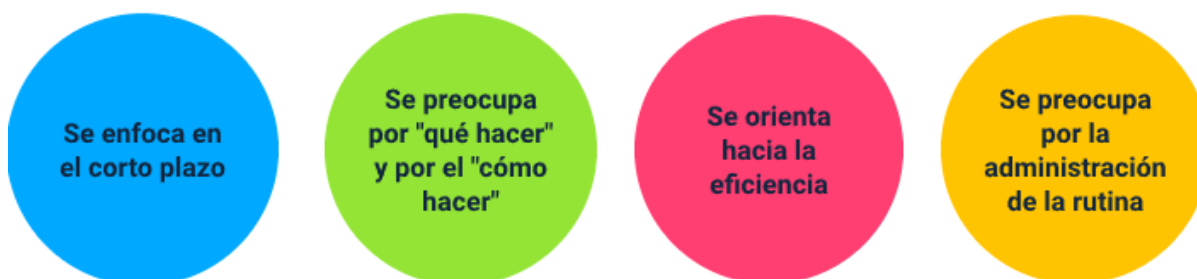 Se enfoca en
el corto plazo
Se preocupa
por "qué hacer"
y por el "cómo
hacer"
Se orienta
hacia la
eficiencia
Se preocupa
por la
administración
de la rutina